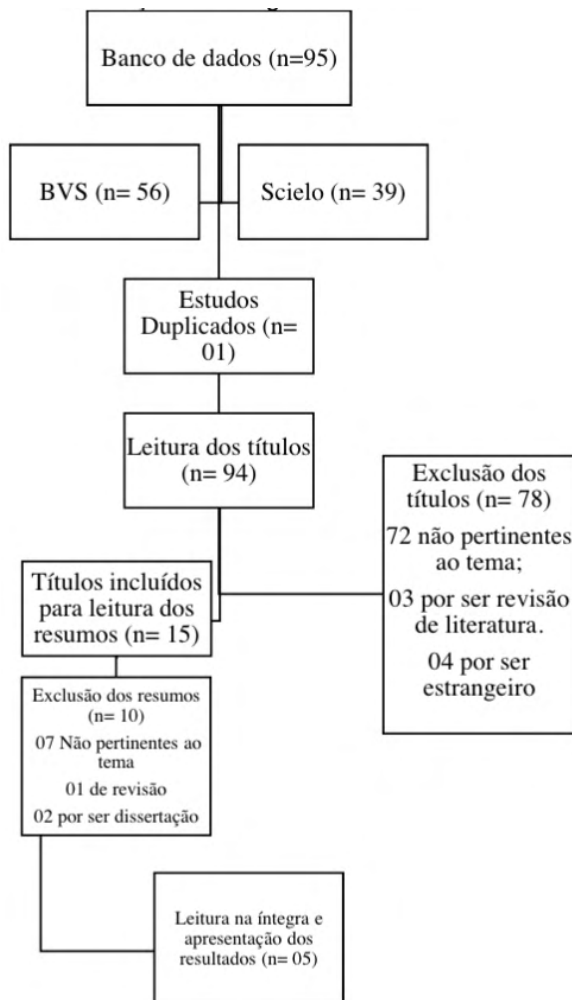 Banco de dados (n=95)
BVS (n= 56)
Scielo (n= 39)
Estudos
Duplicados (n=
01)
Leitura dos títulos
(n= 94)
Exclusão dos
títulos (n= 78)
72 não pertinentes
ao tema;
03 por ser revisão
de literatura.
04 por ser
estrangeiro
Títulos incluídos
para leitura dos
resumos (n= 15)
Exclusão dos resumos
(n= 10)
07 Não pertinentes ao
tema
01 de revisão
02 por ser dissertação
Leitura na íntegra e
apresentação dos
resultados (n= 05)